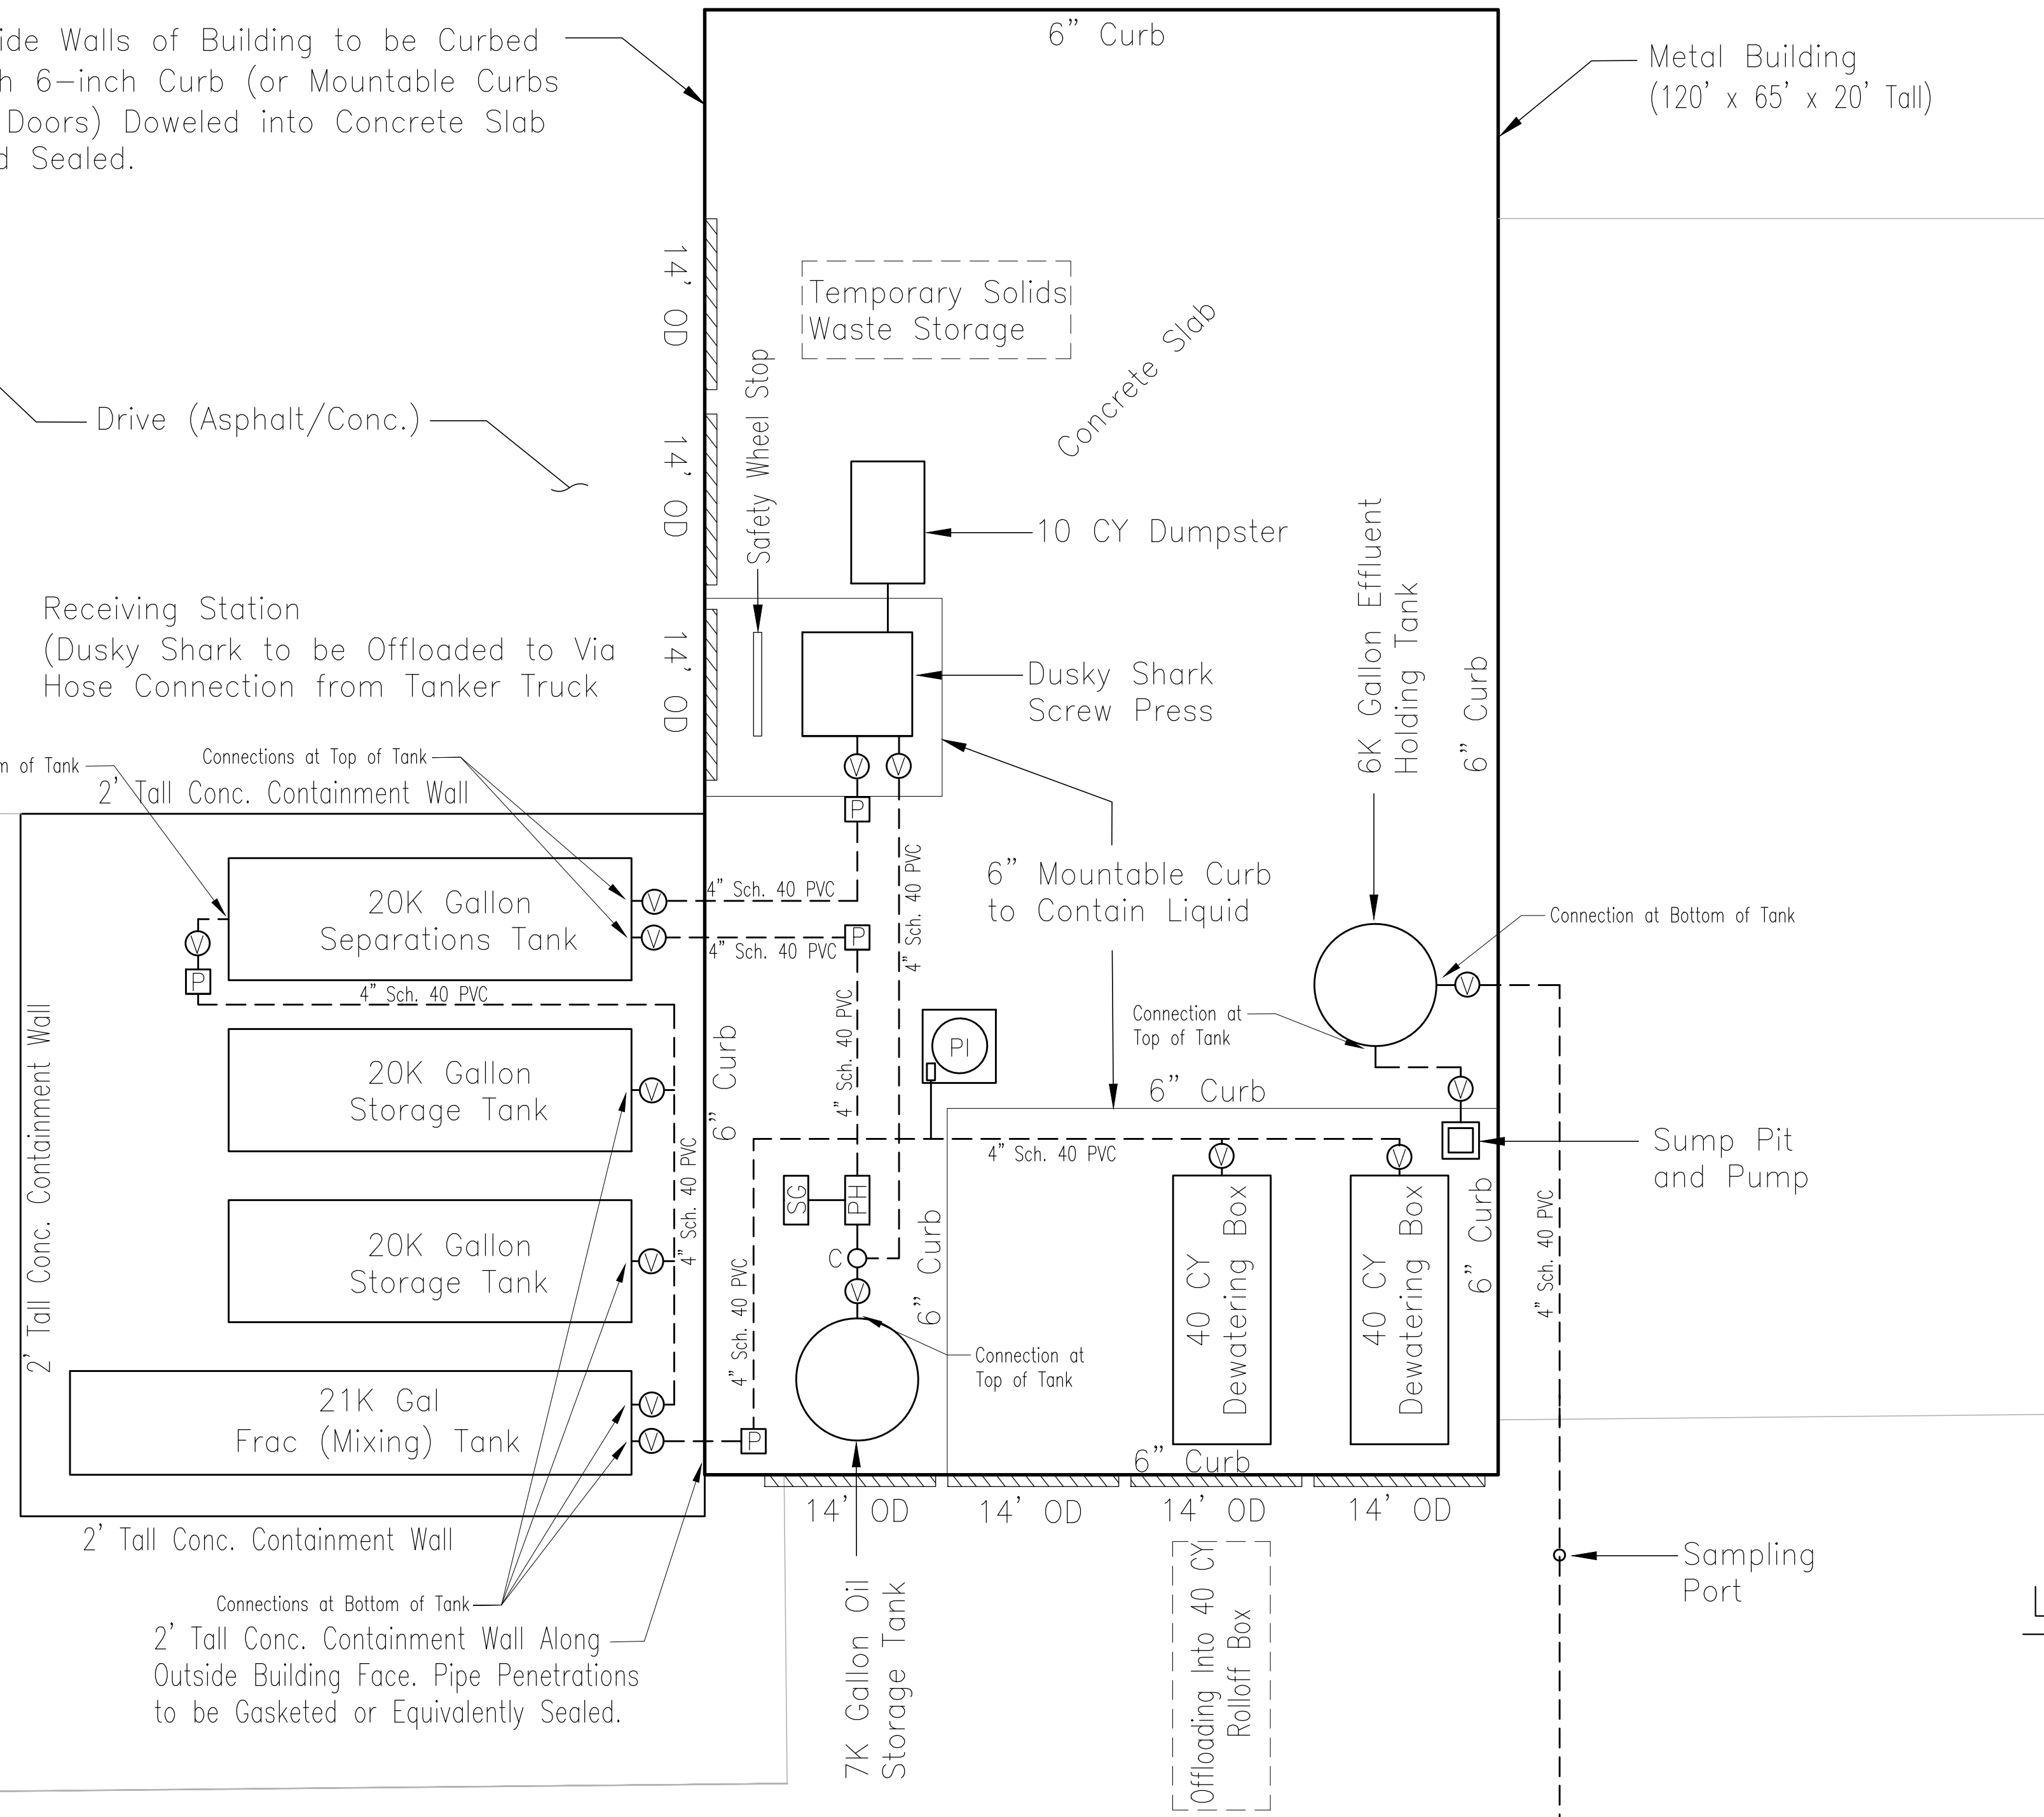 6" Curb
ide Walls of Building to be Curbed
h 6-inch Curb (or Mountable Curbs
Doors) Doweled into Concrete Slab
d Sealed.
Metal Building
(120' x 65' x 20' Tall)
14' OD
Temporary Solids
Waste Storage
Concrete Slab
Safety Wheel Stop
Drive (Asphalt/Conc.)
14' OD
10 CY Dumpster
6K Gallon Effluent
Holding Tank
Receiving Station
(Dusky Shark to be Offloaded to Via
Hose Connection from Tanker Truck
14' OD
Dusky Shark
Screw Press
6" Curb
m of Tank
Connections at Top of Tank
2' Tall Conc. Containment Wall
V
V
P
20K Gallon
Separations Tank
V
V
V
P
4" Sch. 40 PVC
4" Sch. 40 PVC
P
4" Sch. 40 PVC
6" Mountable Curb
to Contain Liquid
Connection at Bottom of Tank
V
4" Sch. 40 PVC
2' Tall Conc. Containment Wall
20K Gallon
Storage Tank
V
6" Curb
4" Sch. 40 PVC
PI
Connection at
Top of Tank
V
6" Curb
4" Sch. 40 PVC
4" Sch. 40 PVC
V
V
Sump Pit
and Pump
20K Gallon
Storage Tank
V
SG
PH
C
V
6" Curb
40 CY
Dewatering Box
40 CY
Dewatering Box
6" Curb
4" Sch. 40 PVC
4" Sch. 40 PVC
Connection at
Top of Tank
21K Gal
Frac (Mixing) Tank
V
V
P
6" Curb
14' OD
14' OD
14' OD
14' OD
2' Tall Conc. Containment Wall
Connections at Bottom of Tank
2' Tall Conc. Containment Wall Along
Outside Building Face. Pipe Penetrations
to be Gasketed or Equivalently Sealed.
7K Gallon Oil
Storage Tank
Offloading Into 40 CY
Rolloff Box
Sampling
Port